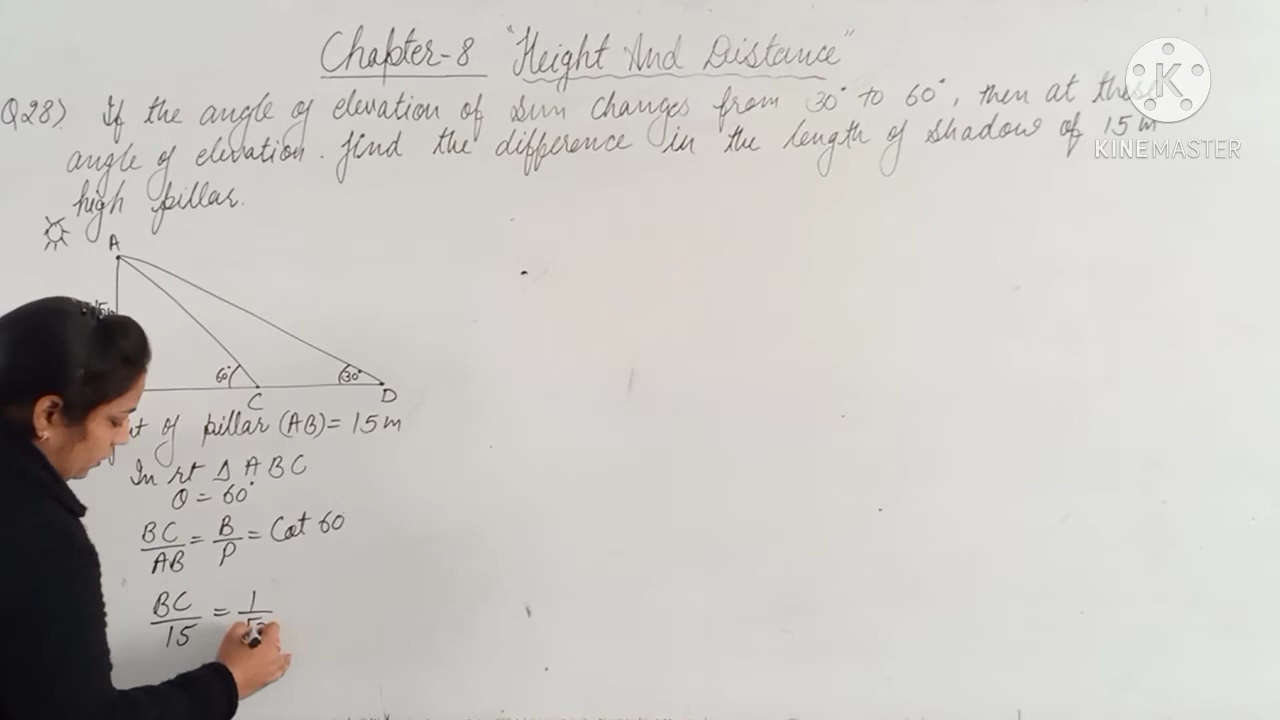 Chapter-8 "Height And Distance"
Q28) If the angle of elevation of sun changes from 30° to 60°, then at these
angle of elevation. find the difference in the length of shadow of 15 m
high pillar.
K
KINEMASTER
A
60°
30°
C
D
of pillar (AB) = 15 m
In rt Δ ABC
θ = 60°
BC/AB = B/P = Cot 60
BC/15 = 1/